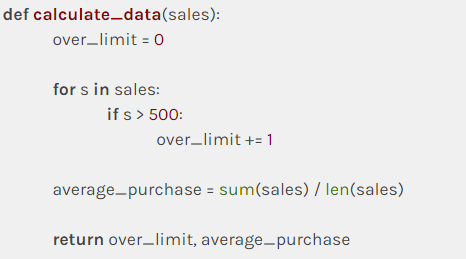 def calculate_data(sales):
over_limit = 0
for s in sales:
if s > 500:
over_limit += 1
average_purchase = sum(sales) / len(sales)
return over_limit, average_purchase